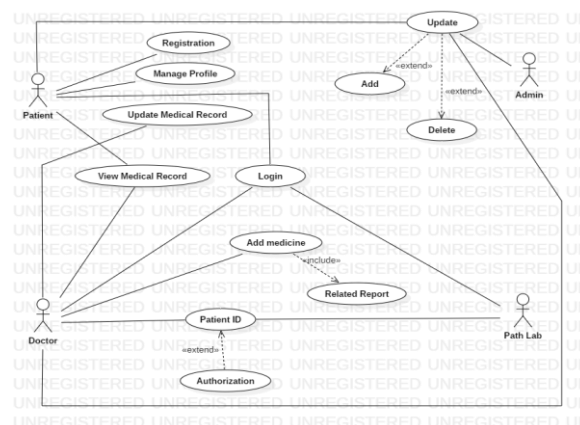 Update
Registration
«extend»
Manage Profile
Add
Admin
«extend»
Patient
Update Medical Record
Delete
View Medical Record
Login
Add medicine
«include»
Related Report
Patient ID
Path Lab
Doctor
«extend»
Authorization
UNREGISTERED